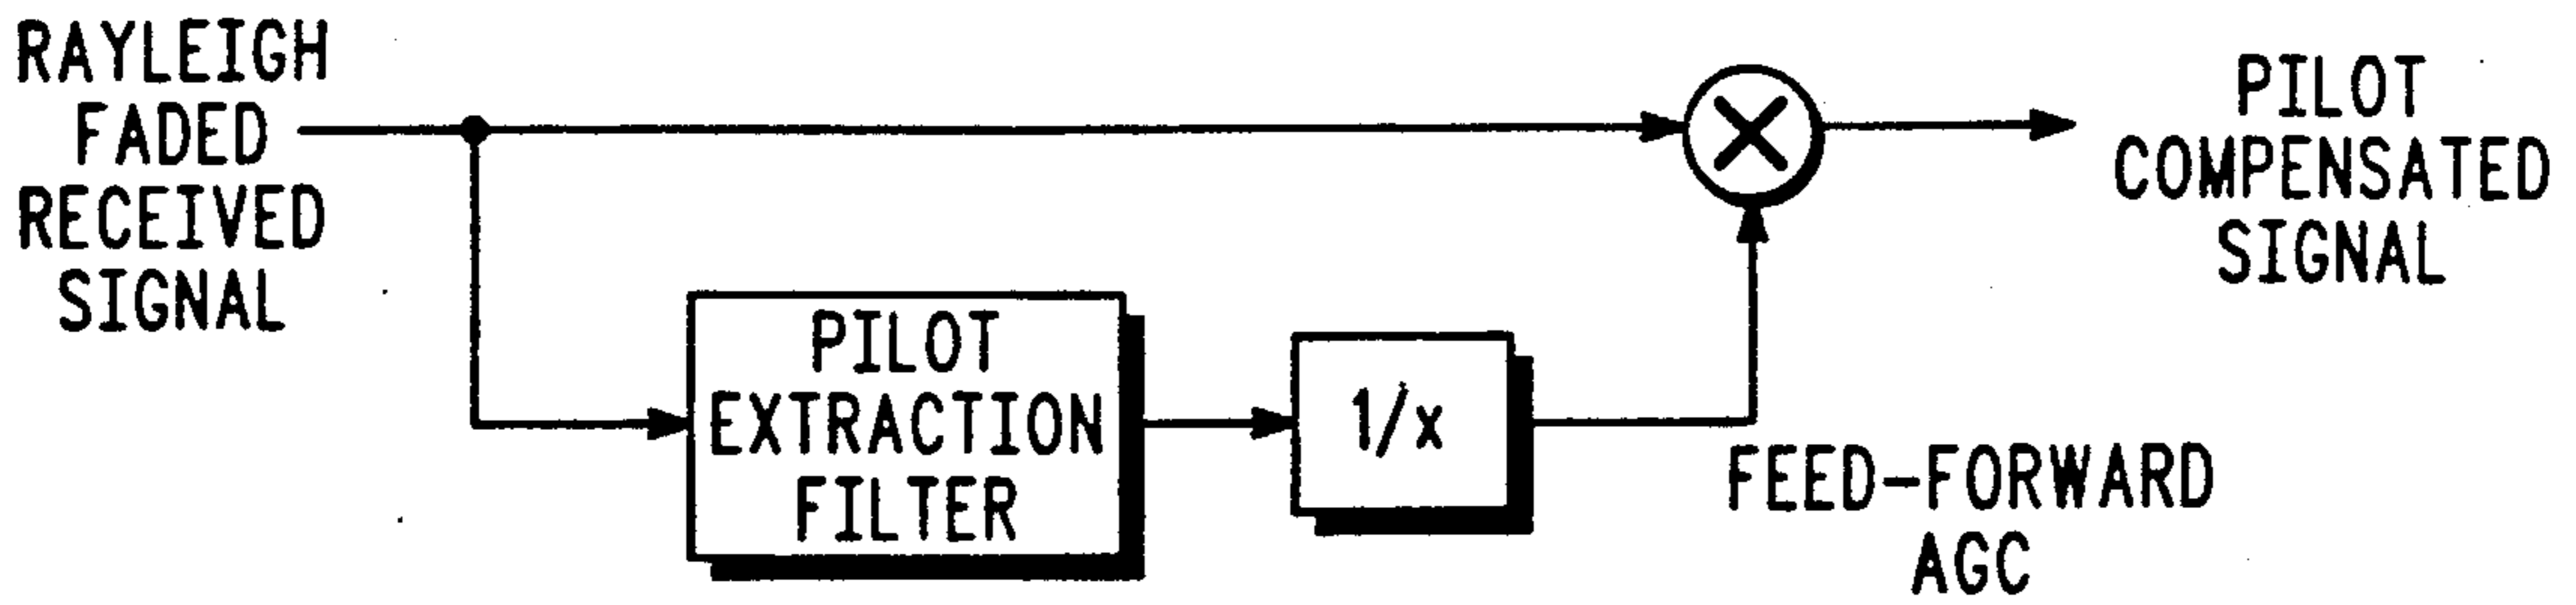 RAYLEIGH
FADED
RECEIVED
SIGNAL
PILOT
COMPENSATED
SIGNAL
PILOT
EXTRACTION
FILTER
1/x
FEED-FORWARD
AGC